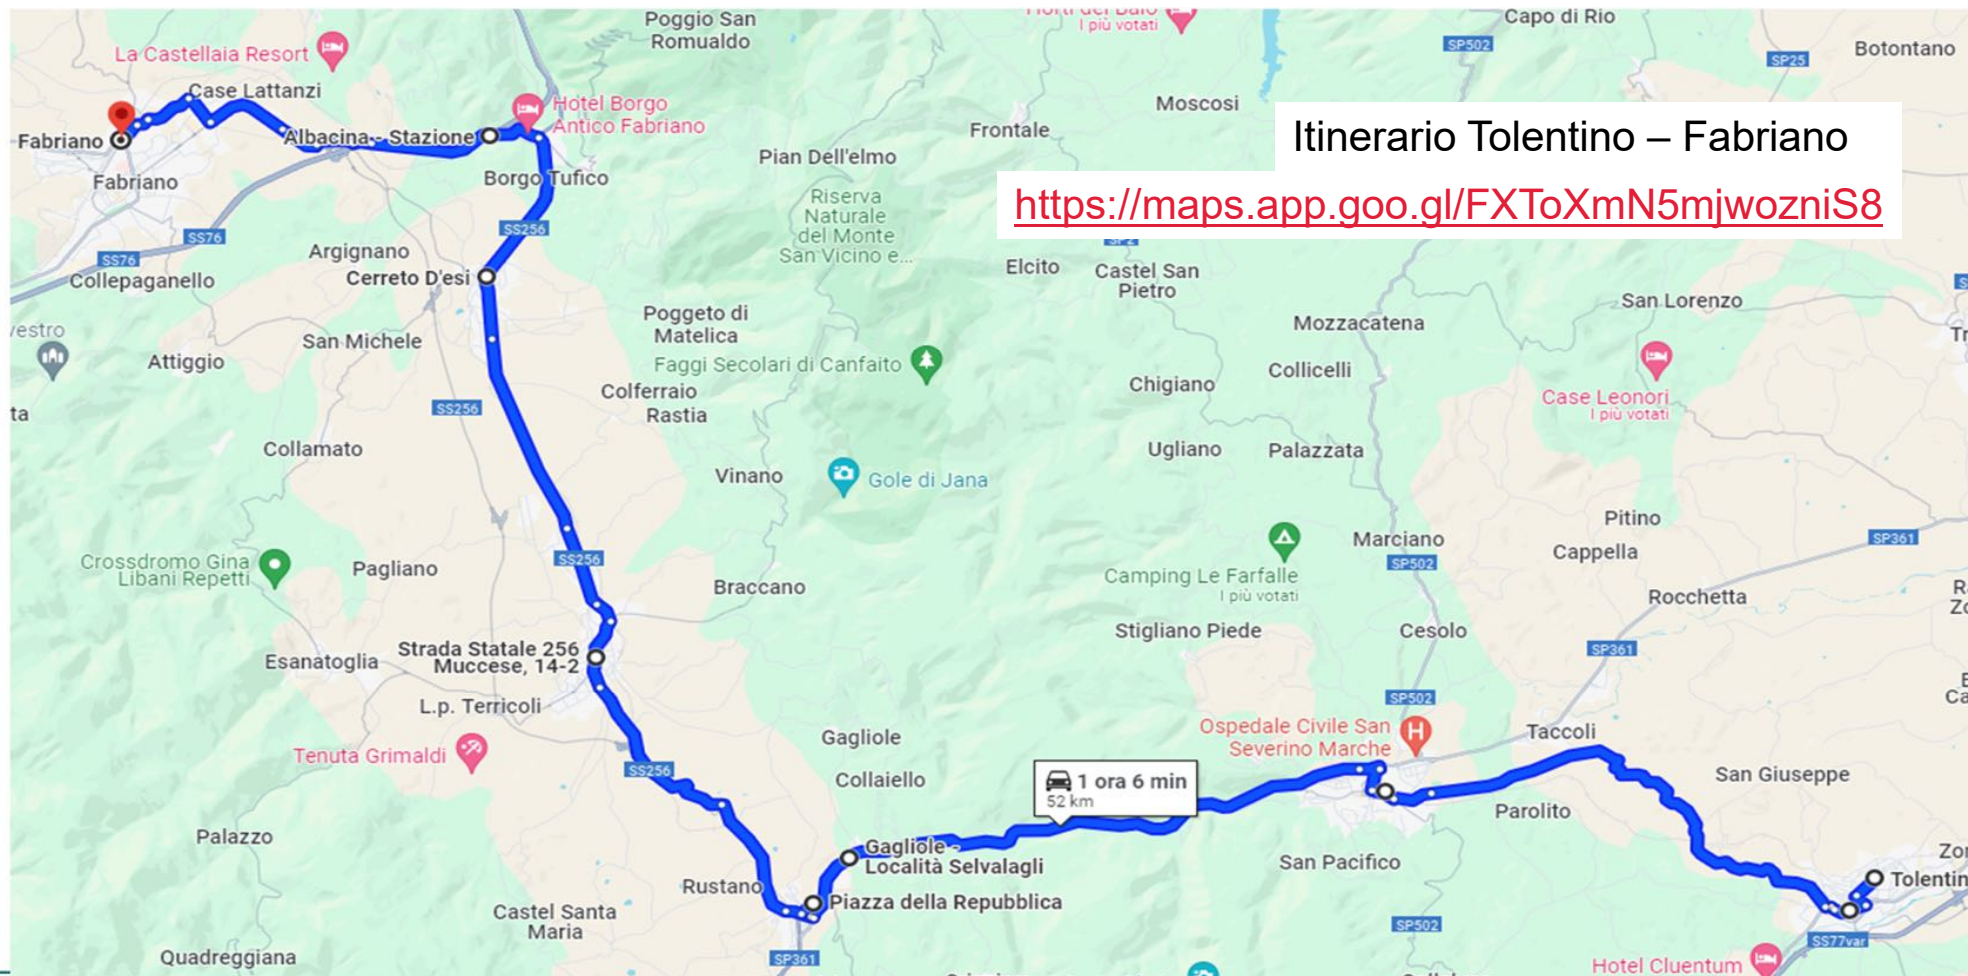 Itinerario Tolentino – Fabriano
https://maps.app.goo.gl/FXToXmN5mjwozniS8
Poggio San
Romualdo
I più votati
Capo di Rio
SP502
SP25
Botontano
La Castellaia Resort
Case Lattanzi
Hotel Borgo
Antico Fabriano
Moscosi
Frontale
Fabriano
Albacina - Stazione
Pian Dell'elmo
Fabriano
Borgo Tufico
Riserva
Naturale
del Monte
San Vicino e...
SS256
SS76
SS76
Argignano
Collepaganello
Cerreto D'esi
Elcito
Castel San
Pietro
San Lorenzo
Poggeto di
Matelica
Mozzacatena
San Michele
Attiggio
Faggi Secolari di Canfaito
Colferraio
Rastia
Chigiano
Collicelli
Case Leonori
I più votati
SS256
Collamato
Vinano
Gole di Jana
Ugliano
Palazzata
Pitino
Cappella
Marciano
SP361
SP502
SS256
Crossdromo Gina
Libani Repetti
Pagliano
Braccano
Camping Le Farfalle
I più votati
Rocchetta
Stigliano Piede
Cesolo
SP361
Strada Statale 256
Muccese, 14-2
Esanatoglia
L.p. Terricoli
SP502
Ospedale Civile San
Severino Marche
H
Taccoli
Gagliole
Tenuta Grimaldi
SS256
Collaiello
1 ora 6 min
52 km
San Giuseppe
Parolito
Palazzo
Gagliole -
Località Selvalagli
San Pacifico
Rustano
Piazza della Repubblica
Tolentin
Castel Santa
Maria
SP502
SS77var
Quadreggiana
SP361
Hotel Cluentum